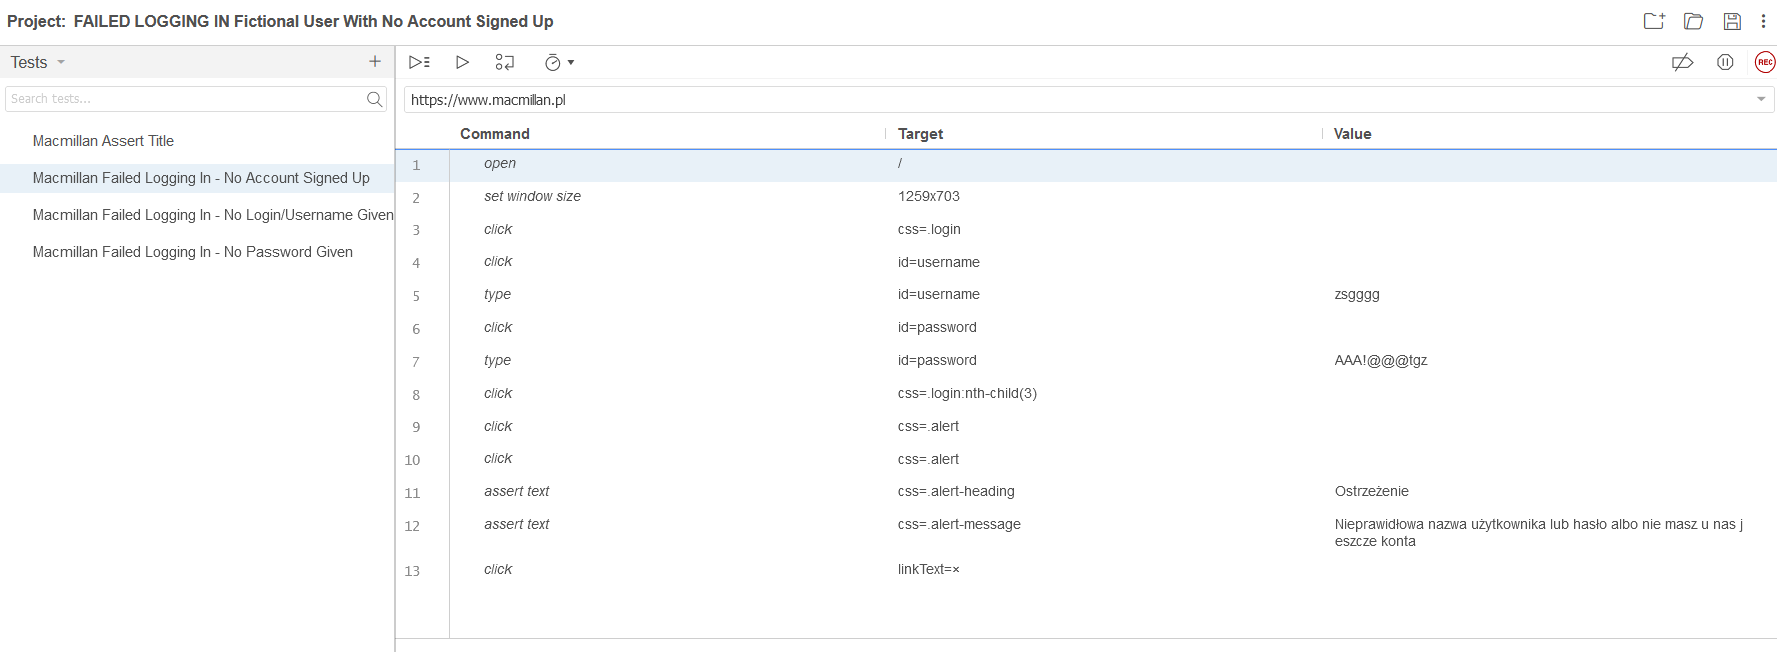 Project: FAILED LOGGING IN Fictional User With No Account Signed Up
Tests
+
Search tests...
Macmillan Assert Title
Macmillan Failed Logging In - No Account Signed Up
Macmillan Failed Logging In - No Login/Username Given
Macmillan Failed Logging In - No Password Given
REC
https://www.macmillan.pl
Command Target Value
1 open /
2 set window size 1259x703
3 click css=.login
4 click id=username
5 type id=username zsgggg
6 click id=password
7 type id=password AAA!@@@tgz
8 click css=.login:nth-child(3)
9 click css=.alert
10 click css=.alert
11 assert text css=.alert-heading Ostrzeżenie
12 assert text css=.alert-message Nieprawidłowa nazwa użytkownika lub hasło albo nie masz u nas j
eszcze konta
13 click linkText=×